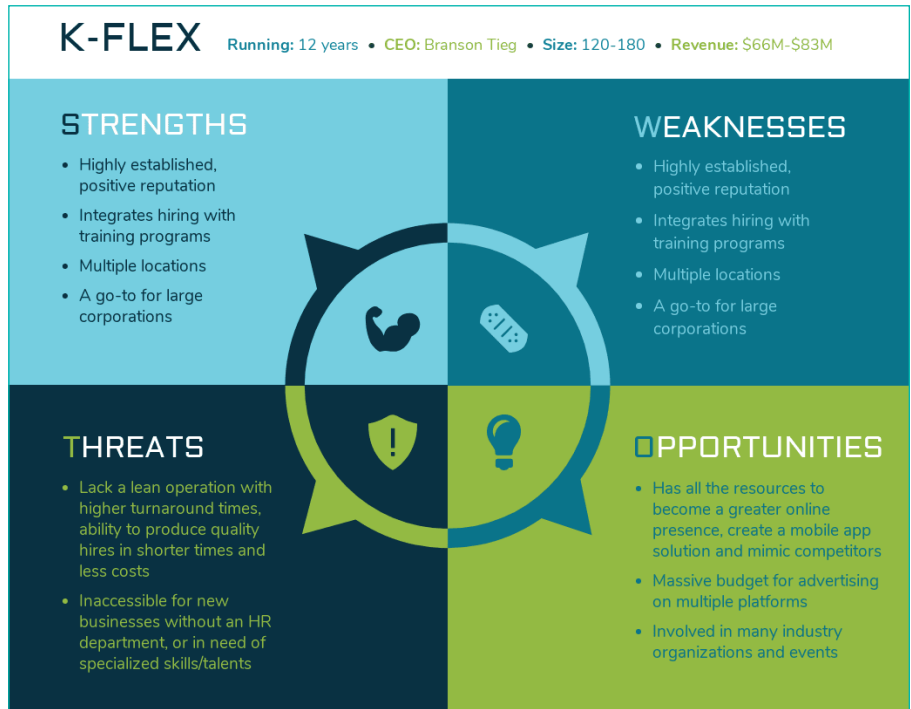 K-FLEX
Running: 12 years • CEO: Branson Tieg • Size: 120-180 • Revenue: $66M-$83M
STRENGTHS
• Highly established,
positive reputation
• Integrates hiring with
training programs
• Multiple locations
• A go-to for large
corporations
WEAKNESSES
• Highly established,
positive reputation
• Integrates hiring with
training programs
• Multiple locations
• A go-to for large
corporations
THREATS
• Lack a lean operation with
higher turnaround times,
ability to produce quality
hires in shorter times and
less costs
• Inaccessible for new
businesses without an HR
department, or in need of
specialized skills/talents
OPPORTUNITIES
• Has all the resources to
become a greater online
presence, create a mobile app
solution and mimic competitors
• Massive budget for advertising
on multiple platforms
• Involved in many industry
organizations and events